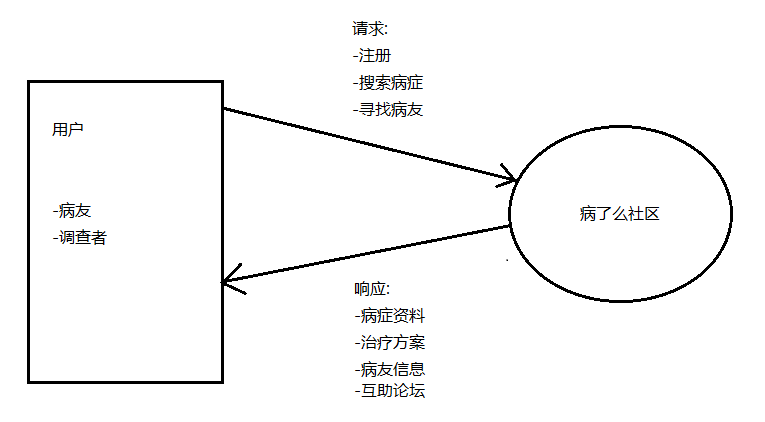 请求:
-注册
-搜索病症
-寻找病友
用户
-病友
-调查者
病了么社区
响应:
-病症资料
-治疗方案
-病友信息
-互助论坛